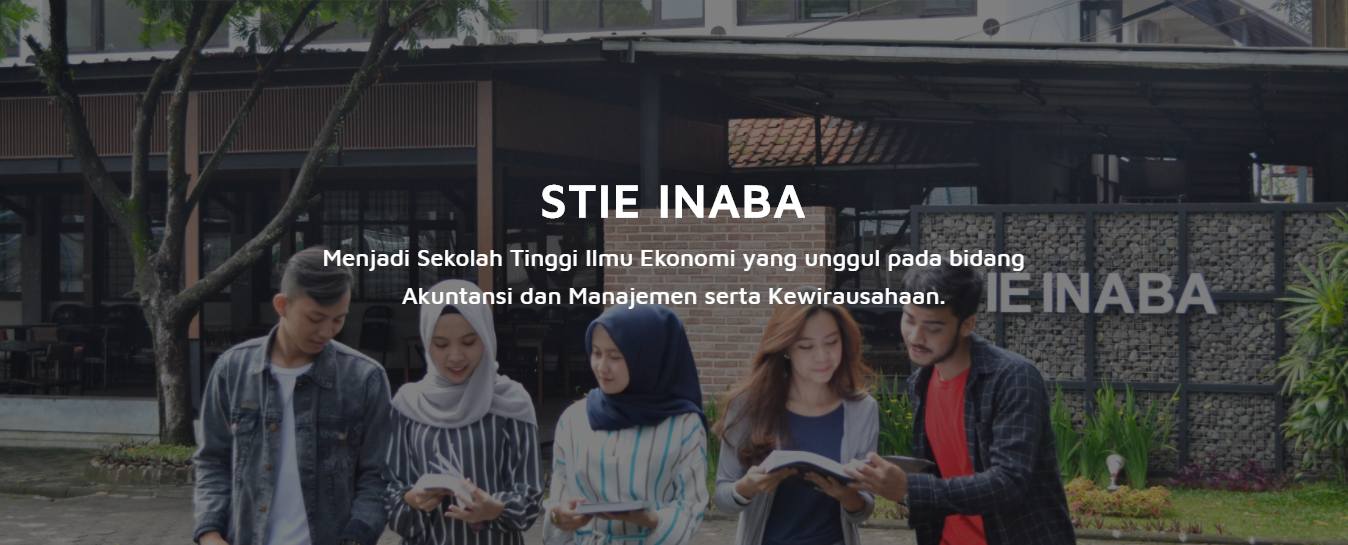 STIE INABA
Menjadi Sekolah Tinggi Ilmu Ekonomi yang unggul pada bidang
Akuntansi dan Manajemen serta Kewirausahaan.
IE INABA